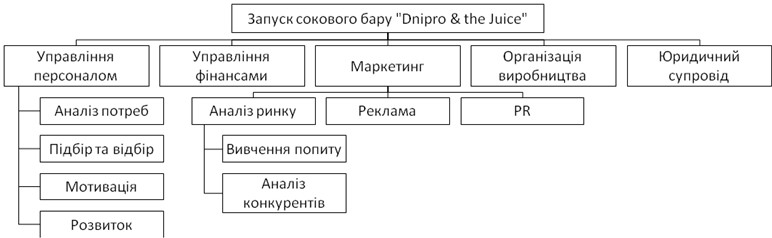 Запуск сокового бару "Dnipro & the Juice"
Управління
персоналом
Управління
фінансами
Маркетинг
Організація
виробництва
Юридичний
супровід
Аналіз потреб
Підбір та відбір
Мотивація
Розвиток
Аналіз ринку
Реклама
PR
Вивчення попиту
Аналіз
конкурентів